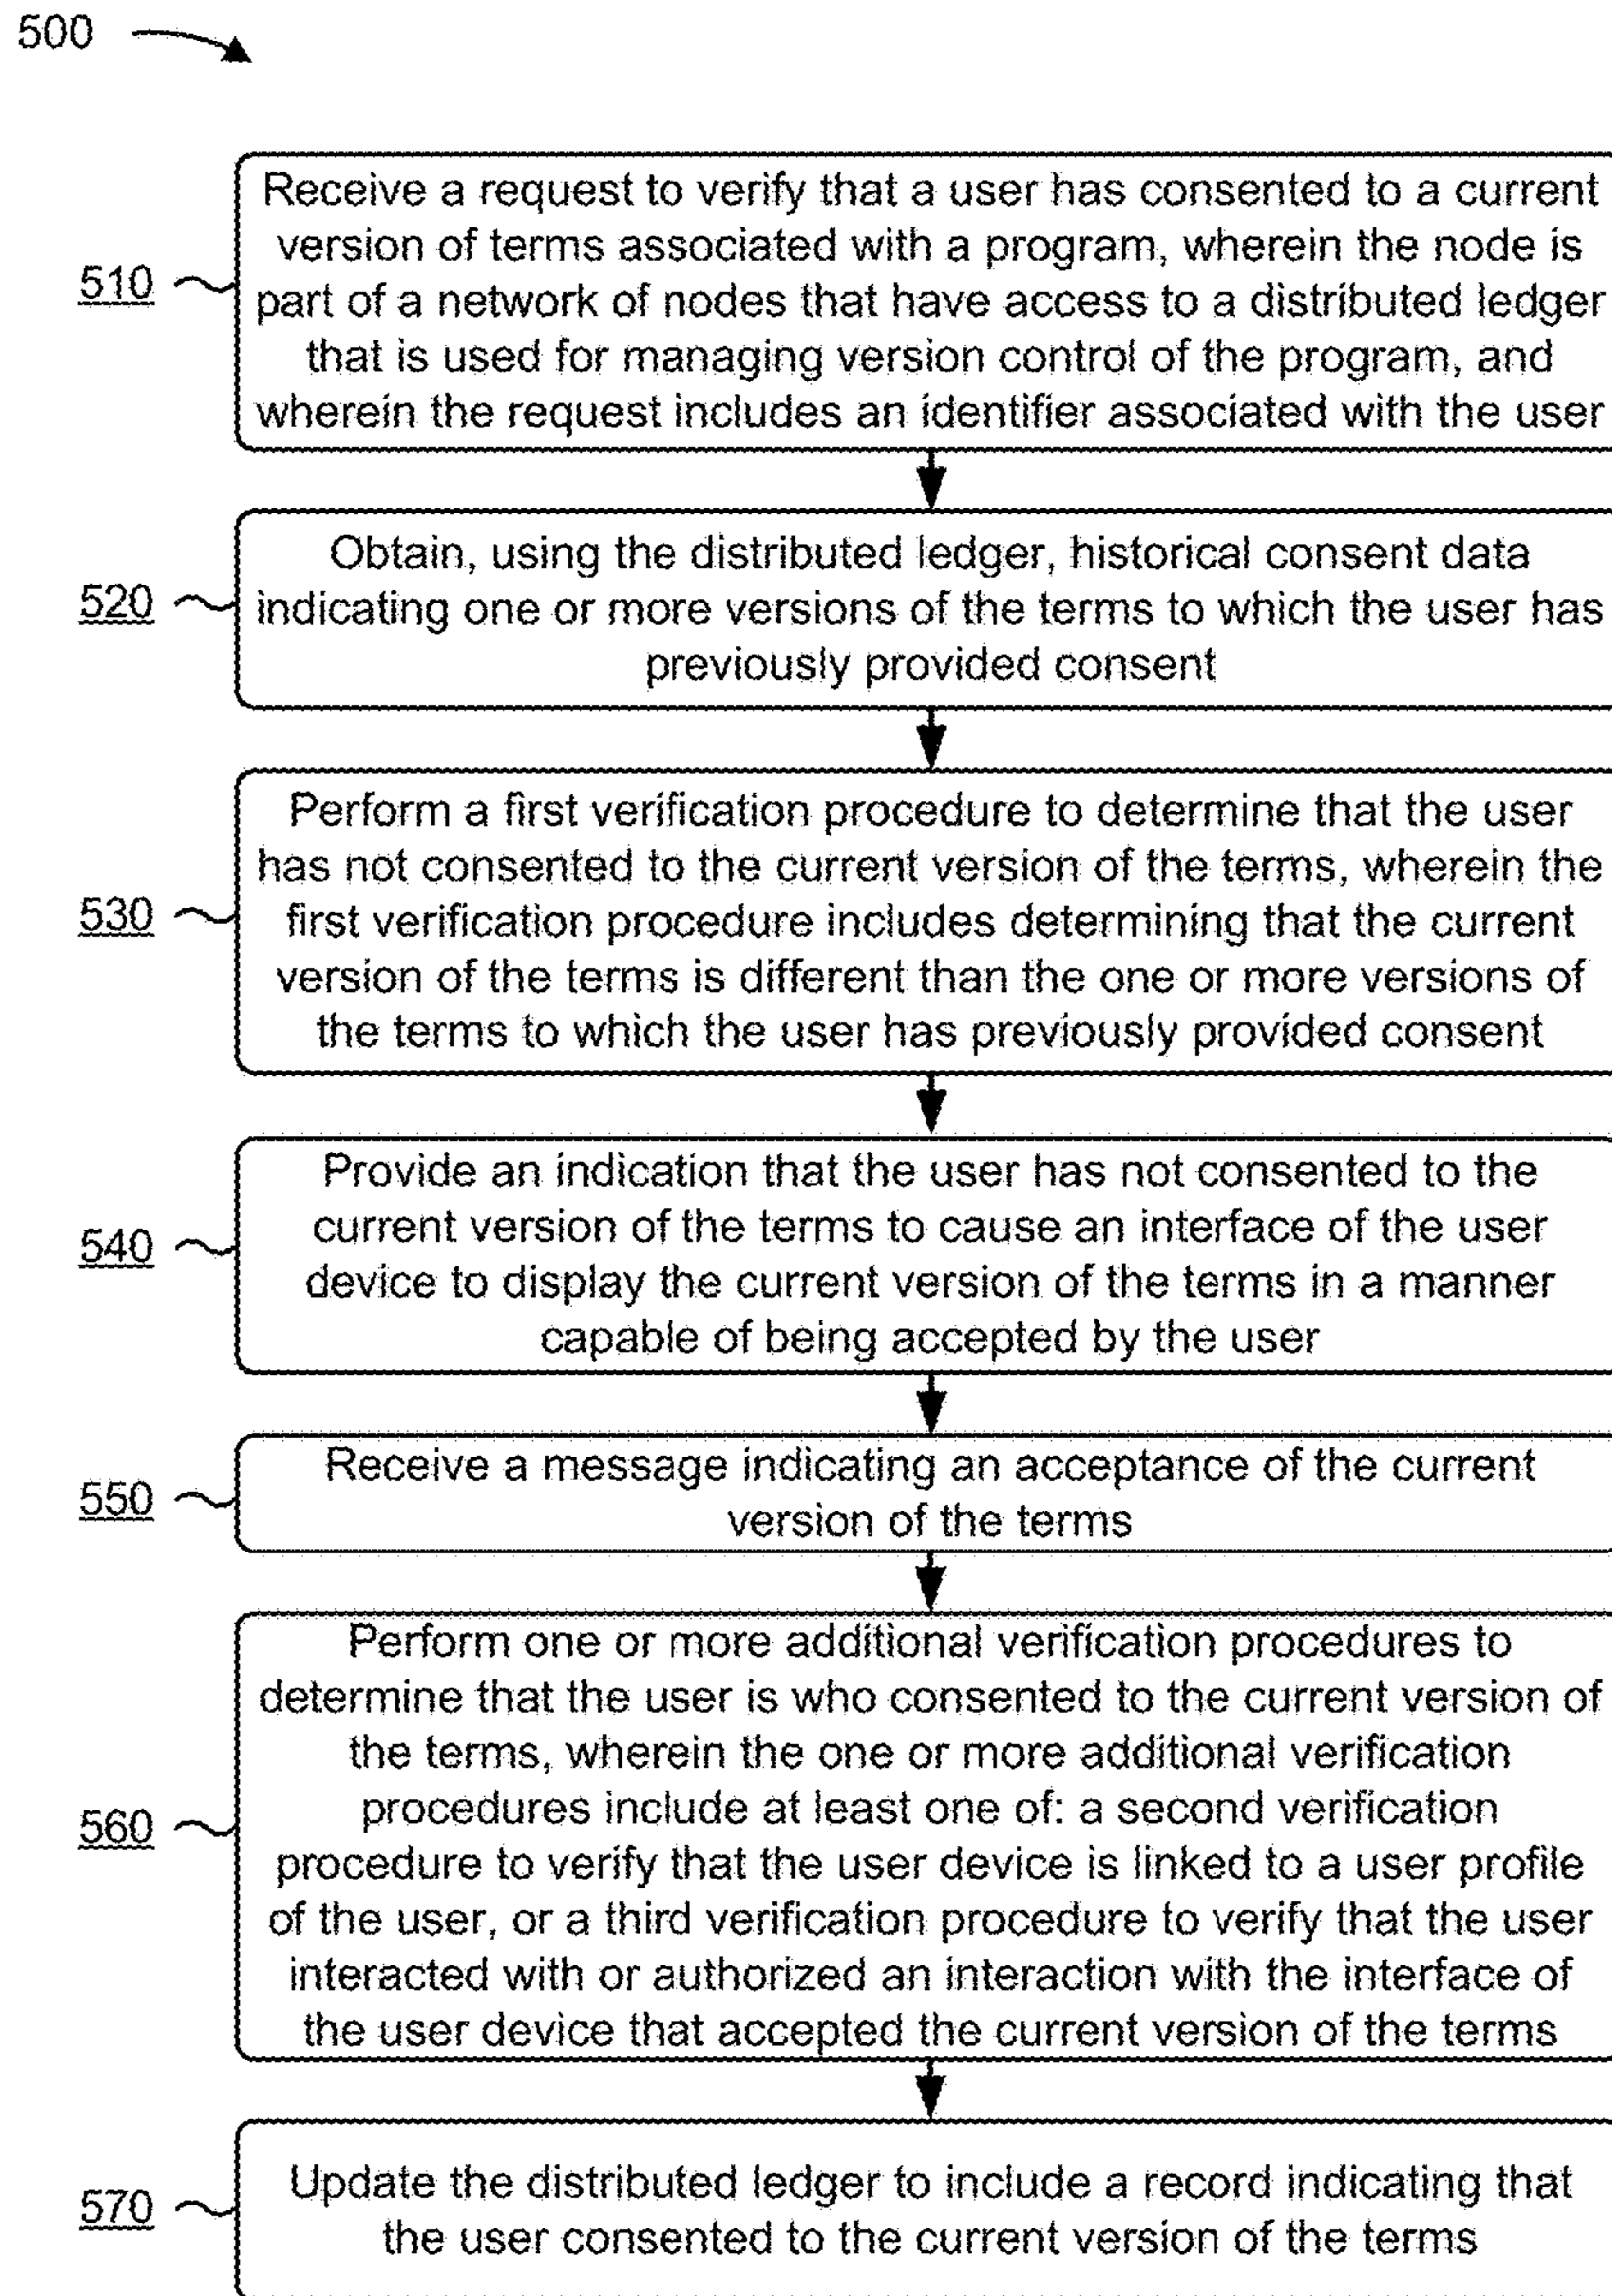 500
Receive a request to verify that a user has consented to a current
version of terms associated with a program, wherein the node is
510
part of a network of nodes that have access to a distributed ledger
that is used for managing version control of the program, and
wherein the request includes an identifier associated with the user
Obtain, using the distributed ledger, historical consent data
520
indicating one or more versions of the terms to which the user has
previously provided consent
Perform a first verification procedure to determine that the user
has not consented to the current version of the terms, wherein the
530
first verification procedure includes determining that the current
version of the terms is different than the one or more versions of
the terms to which the user has previously provided consent
Provide an indication that the user has not consented to the
current version of the terms to cause an interface of the user
540
device to display the current version of the terms in a manner
capable of being accepted by the user
Receive a message indicating an acceptance of the current
550
version of the terms
Perform one or more additional verification procedures to
determine that the user is who consented to the current version of
the terms, wherein the one or more additional verification
procedures include at least one of: a second verification
560
procedure to verify that the user device is linked to a user profile
of the user, or a third verification procedure to verify that the user
interacted with or authorized an interaction with the interface of
the user device that accepted the current version of the terms
Update the distributed ledger to include a record indicating that
570
the user consented to the current version of the terms